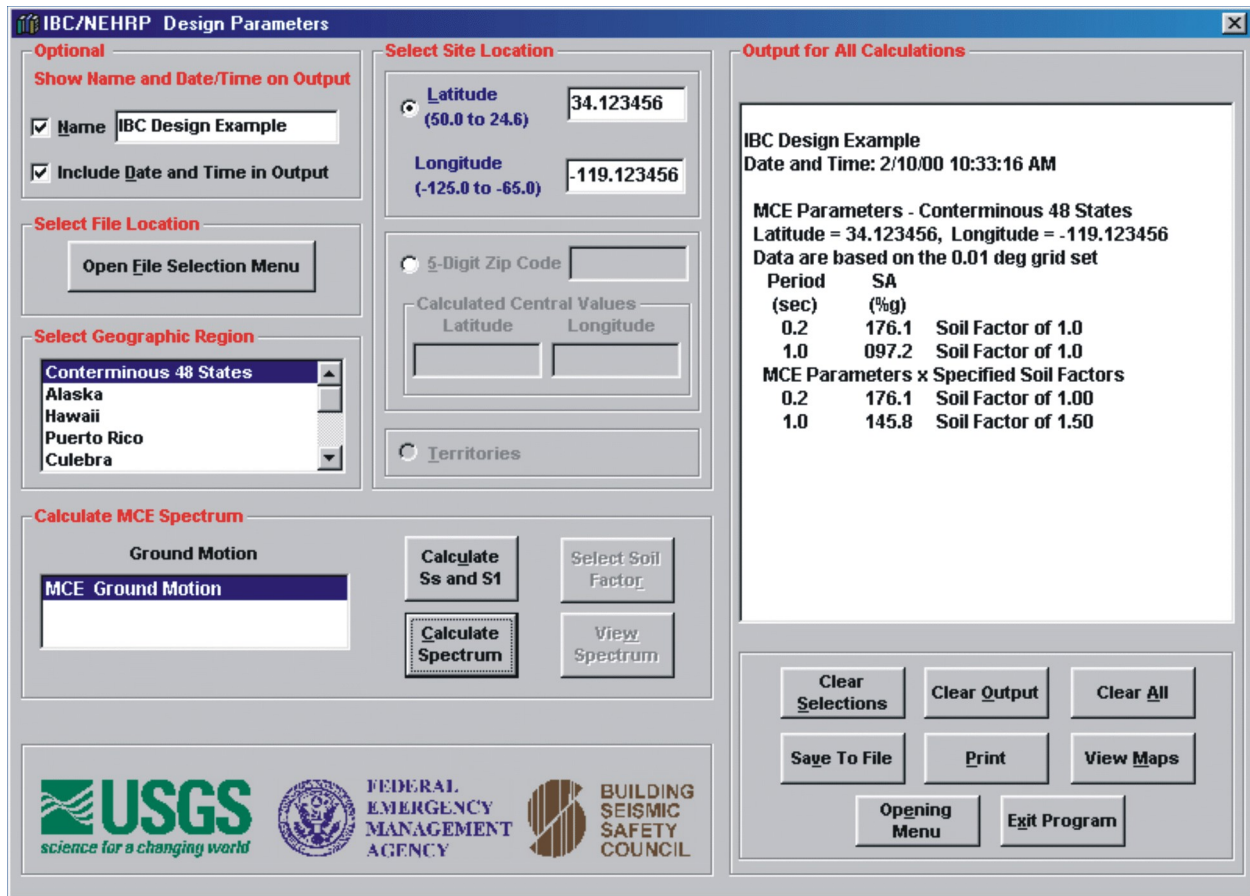 IBC/NEHRP Design Parameters
Optional
Show Name and Date/Time on Output
Name IBC Design Example
Include Date and Time in Output
Select File Location
Open File Selection Menu
Select Geographic Region
Conterminous 48 States
Alaska
Hawaii
Puerto Rico
Culebra
Select Site Location
Latitude
(50.0 to 24.6)
34.123456
Longitude
(-125.0 to -65.0)
-119.123456
5-Digit Zip Code
Calculated Central Values
Latitude Longitude
Territories
Calculate MCE Spectrum
Ground Motion
MCE Ground Motion
Calculate
Ss and S1
Select Soil
Factor
Calculate
Spectrum
View
Spectrum
USGS
science for a changing world
FEDERAL
EMERGENCY
MANAGEMENT
AGENCY
BUILDING
SEISMIC
SAFETY
COUNCIL
Output for All Calculations
IBC Design Example
Date and Time: 2/10/00 10:33:16 AM
MCE Parameters - Conterminous 48 States
Latitude = 34.123456, Longitude = -119.123456
Data are based on the 0.01 deg grid set
Period SA
(sec) (%g)
0.2 176.1 Soil Factor of 1.0
1.0 097.2 Soil Factor of 1.0
MCE Parameters x Specified Soil Factors
0.2 176.1 Soil Factor of 1.00
1.0 145.8 Soil Factor of 1.50
Clear
Selections
Clear Output
Clear All
Save To File
Print
View Maps
Opening
Menu
Exit Program